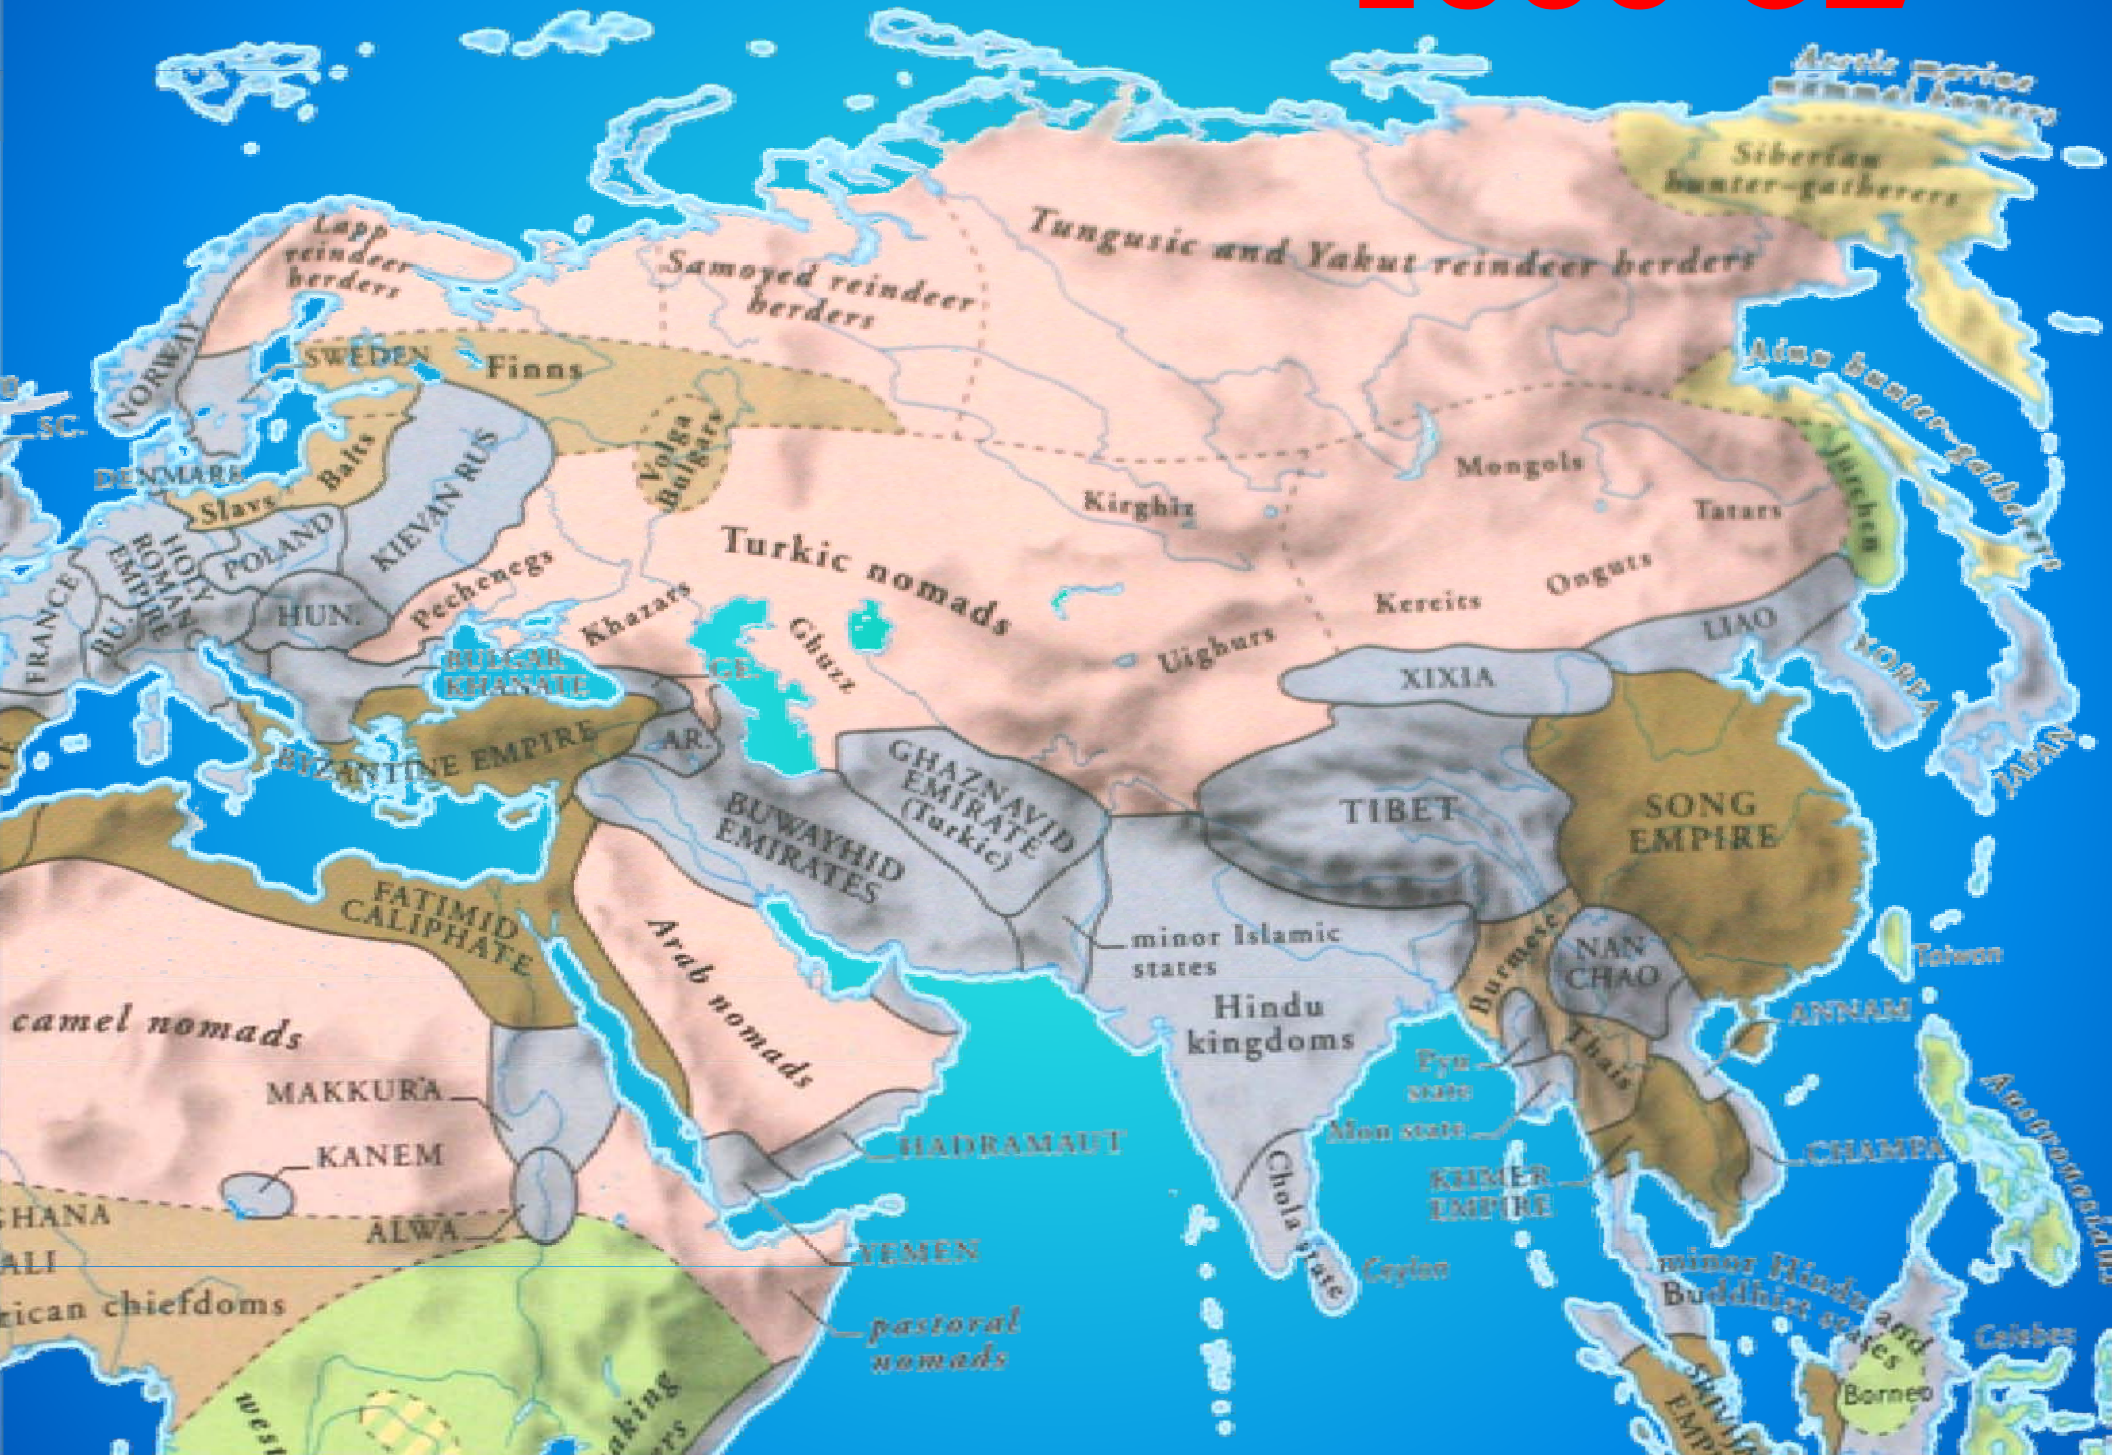 Arctic marine
mammal hunters
Siberian
hunter-gatherers
Lapp
reindeer
herders
Tungusic and Yakut reindeer herders
Samoyed reindeer
herders
NORWAY
SWEDEN
Finns
Ainu hunter-gatherers
SC.
Balts
Volga
Bulgars
KIEVAN RUS
Jurchen
Mongols
DENMARK
Slavs
Kirghiz
Tatars
POLAND
HOLY
ROMAN
EMPIRE
Turkic nomads
Pechenegs
Khazars
Onguts
Kereits
FRANCE
BU.
HUN.
Ghuzz
Uighurs
LIAO
KOREA
BULGAR
KHANATE
GE.
XIXIA
JAPAN
AR.
BYZANTINE EMPIRE
GHAZNAVID
EMIRATE
(Turkic)
BUWAYHID
EMIRATES
TIBET
SONG
EMPIRE
FATIMID
CALIPHATE
Arab nomads
minor Islamic
states
Burmese
NAN
CHAO
Taiwan
camel nomads
Hindu
kingdoms
ANNAM
Thais
Pyu
state
MAKKURA
Mon state
HADRAMAUT
CHAMPA
Austronesians
KANEM
KHMER
EMPIRE
Chola state
GHANA
ALWA
YEMEN
Ceylon
minor Hindu and
Buddhist states
chiefdoms
pastoral
nomads
Celebes
Borneo